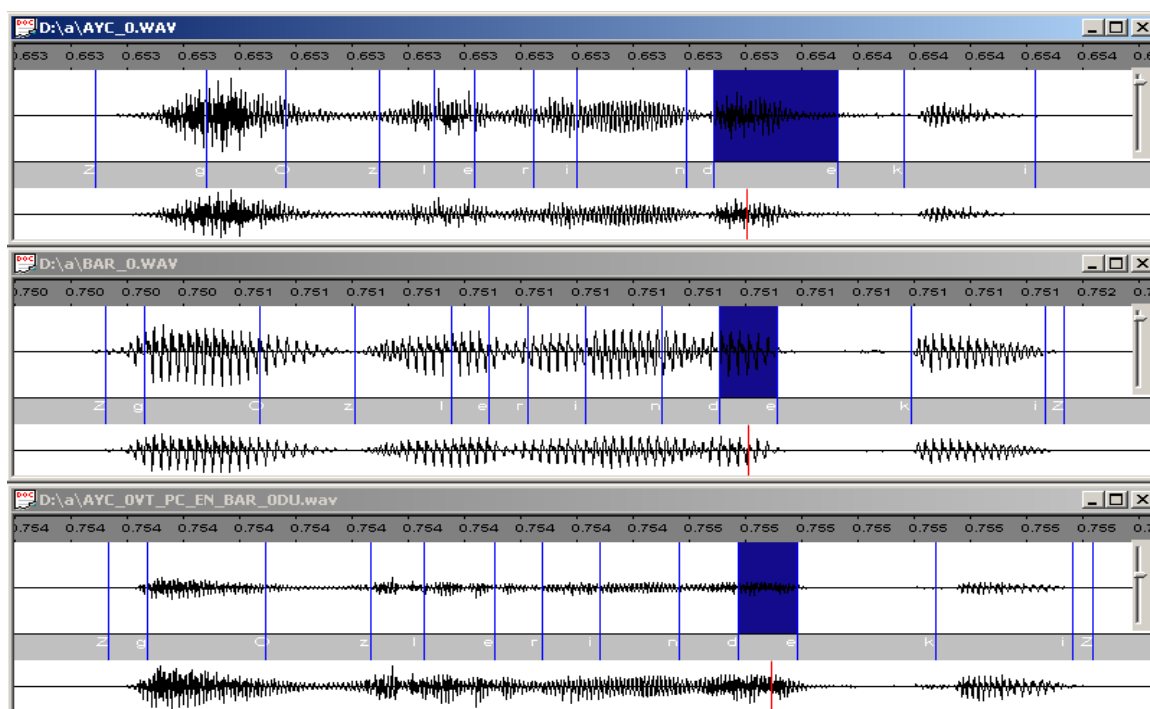 D:\a\AYC_0.WAV
0.653 0.653 0.653 0.653 0.653 0.653 0.653 0.653 0.653 0.653 0.653 0.653 0.653 0.653 0.653 0.654 0.654 0.654 0.654 0.654
Z g O z l e r i n d e k i
D:\a\BAR_0.WAV
0.750 0.750 0.750 0.750 0.750 0.751 0.751 0.751 0.751 0.751 0.751 0.751 0.751 0.751 0.751 0.751 0.751 0.751 0.751 0.752
Z g O z l e r i n d e k i Z
D:\a\AYC_0VT_PC_EN_BAR_0DU.wav
0.754 0.754 0.754 0.754 0.754 0.754 0.754 0.754 0.754 0.754 0.755 0.755 0.755 0.755 0.755 0.755 0.755 0.755 0.755 0.755
Z g O z l e r i n d e k i Z